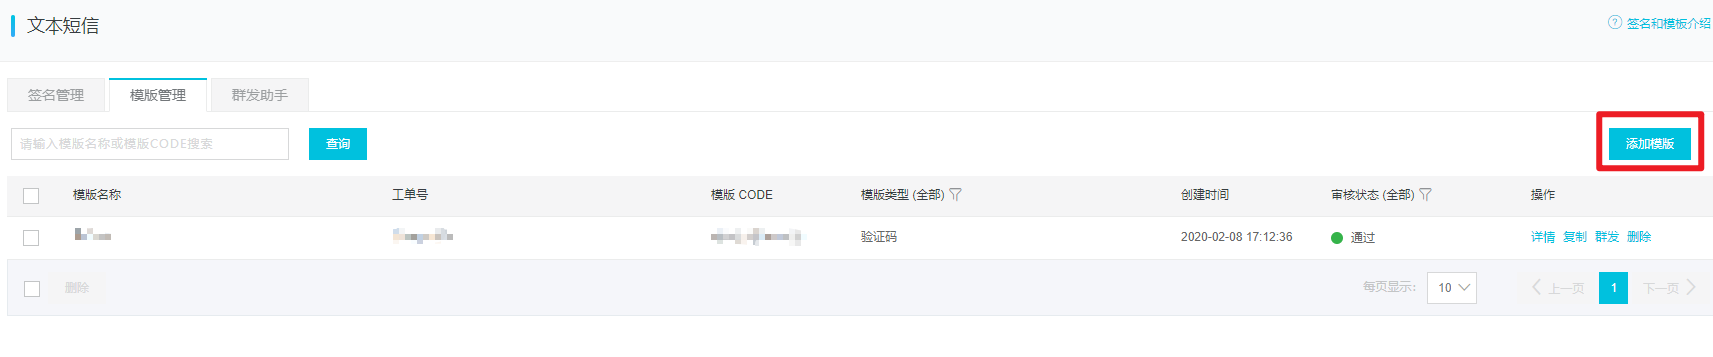 文本短信
签名和模板介绍
签名管理 模版管理 群发助手
请输入模版名称或模版CODE搜索 查询 添加模版
模版名称 工单号 模版 CODE 模版类型 (全部) 创建时间 审核状态 (全部) 操作
验证码 2020-02-08 17:12:36 通过 详情 复制 群发 删除
删除 每页显示: 10 上一页 1 下一页